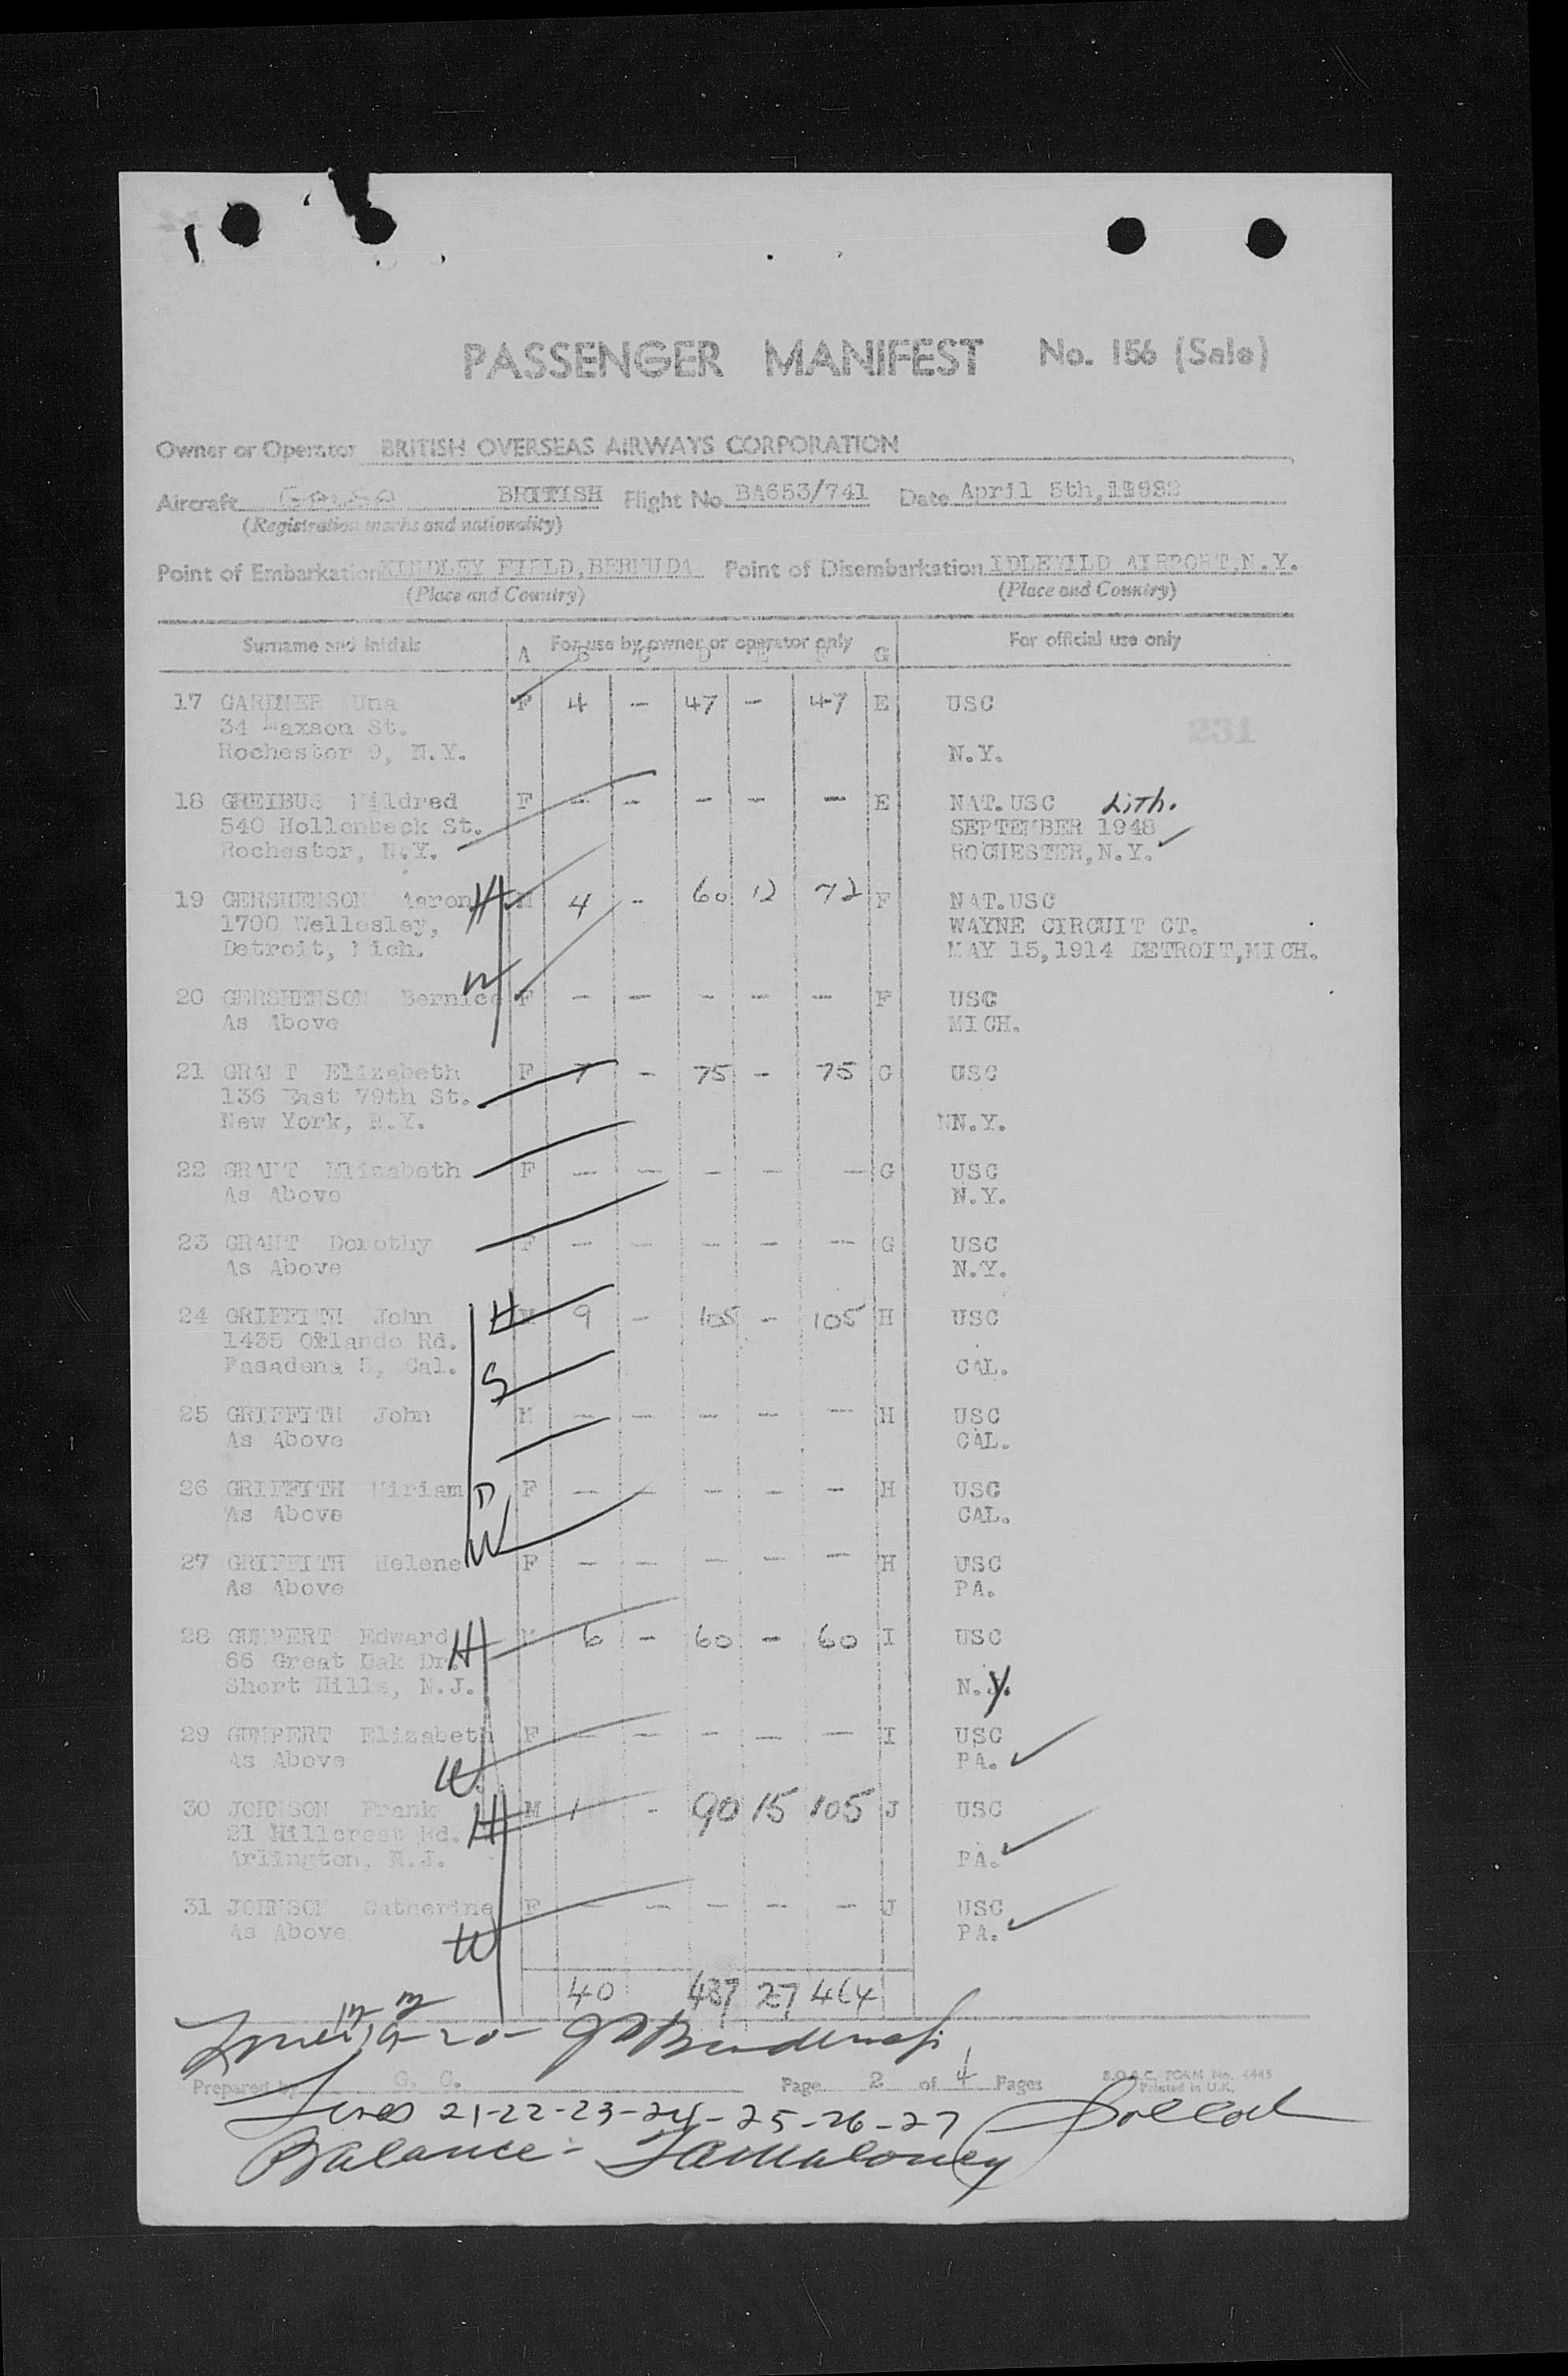 PASSENGER MANIFEST No. 156 (Sale)
Owner or Operator BRITISH OVERSEAS AIRWAYS CORPORATION
Aircraft BRITISH Flight No. BA653/741 Date April 5th,
(Registration marks and nationality)
Point of Embarkation KINDLEY FIELD, BERMUDA Point of Disembarkation IDLEWILD AIRPORT, N.Y.
(Place and Country) (Place and Country)
Surname and initials For use by owner or operator only For official use only
A B C D E F G
17 GARDNER Una F 4 - 47 - 47 E USC
34 Maxson St. 231
Rochester 9, N.Y. N.Y.
18 GREIBUS Mildred F - - - - - E NAT.USC Lith.
540 Hollenbeck St. SEPTEMBER 1948
Rochester, N.Y. ROCHESTER, N.Y.
19 GERSHENSON Aaron H M 4 - 60 12 72 F NAT.USC
1700 Wellesley, WAYNE CIRCUIT CT.
Detroit, Mich. MAY 15,1914 DETROIT,MICH.
W
20 GERSHENSON Bernice F - - - - - F USC
As Above MICH.
21 GRANT Elizabeth F 7 - 75 - 75 G USC
136 East 79th St.
New York, N.Y. NN.Y.
22 GRANT Elizabeth F - - - - - G USC
As Above N.Y.
23 GRANT Dorothy F - - - - - G USC
As Above N.Y.
24 GRIFFITH John H M 9 - 105 - 105 H USC
1435 Orlando Rd.
Pasadena 5, Cal. S CAL.
25 GRIFFITH John M - - - - - H USC
As Above CAL.
26 GRIFFITH Miriam D F - - - - - H USC
As Above CAL.
W
27 GRIFFITH Helene F - - - - - H USC
As Above PA.
28 GUMPERT Edward H M 6 - 60 - 60 I USC
66 Great Oak Dr.
Short Hills, N.J. N.Y.
29 GUMPERT Elizabeth F - - - - - I USC
As Above W PA.
30 JOHNSON Frank H M 1 - 90 15 105 J USC
21 Hillcrest Rd.
Arlington, N.J. PA.
31 JOHNSON Catherine F - - - - - J USC
As Above W PA.
40 437 27 464
19-20-
Prepared by G. C. Page 2 of 4 Pages B.O.A.C. FORM No. 4445
Printed in U.K.
Lines 21-22-23-24-25-26-27
Balance - Maloney